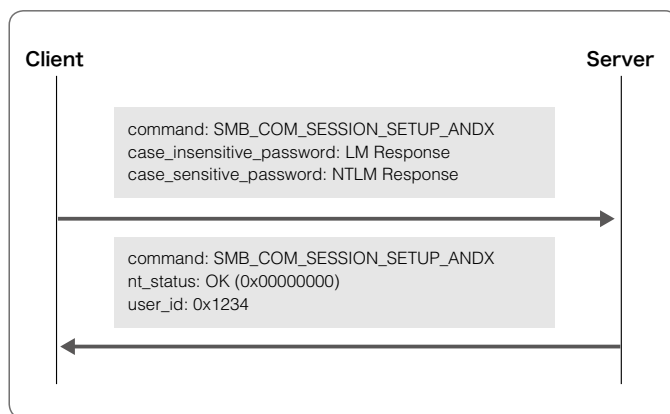 Client
Server
command: SMB_COM_SESSION_SETUP_ANDX
case_insensitive_password: LM Response
case_sensitive_password: NTLM Response
command: SMB_COM_SESSION_SETUP_ANDX
nt_status: OK (0x00000000)
user_id: 0x1234